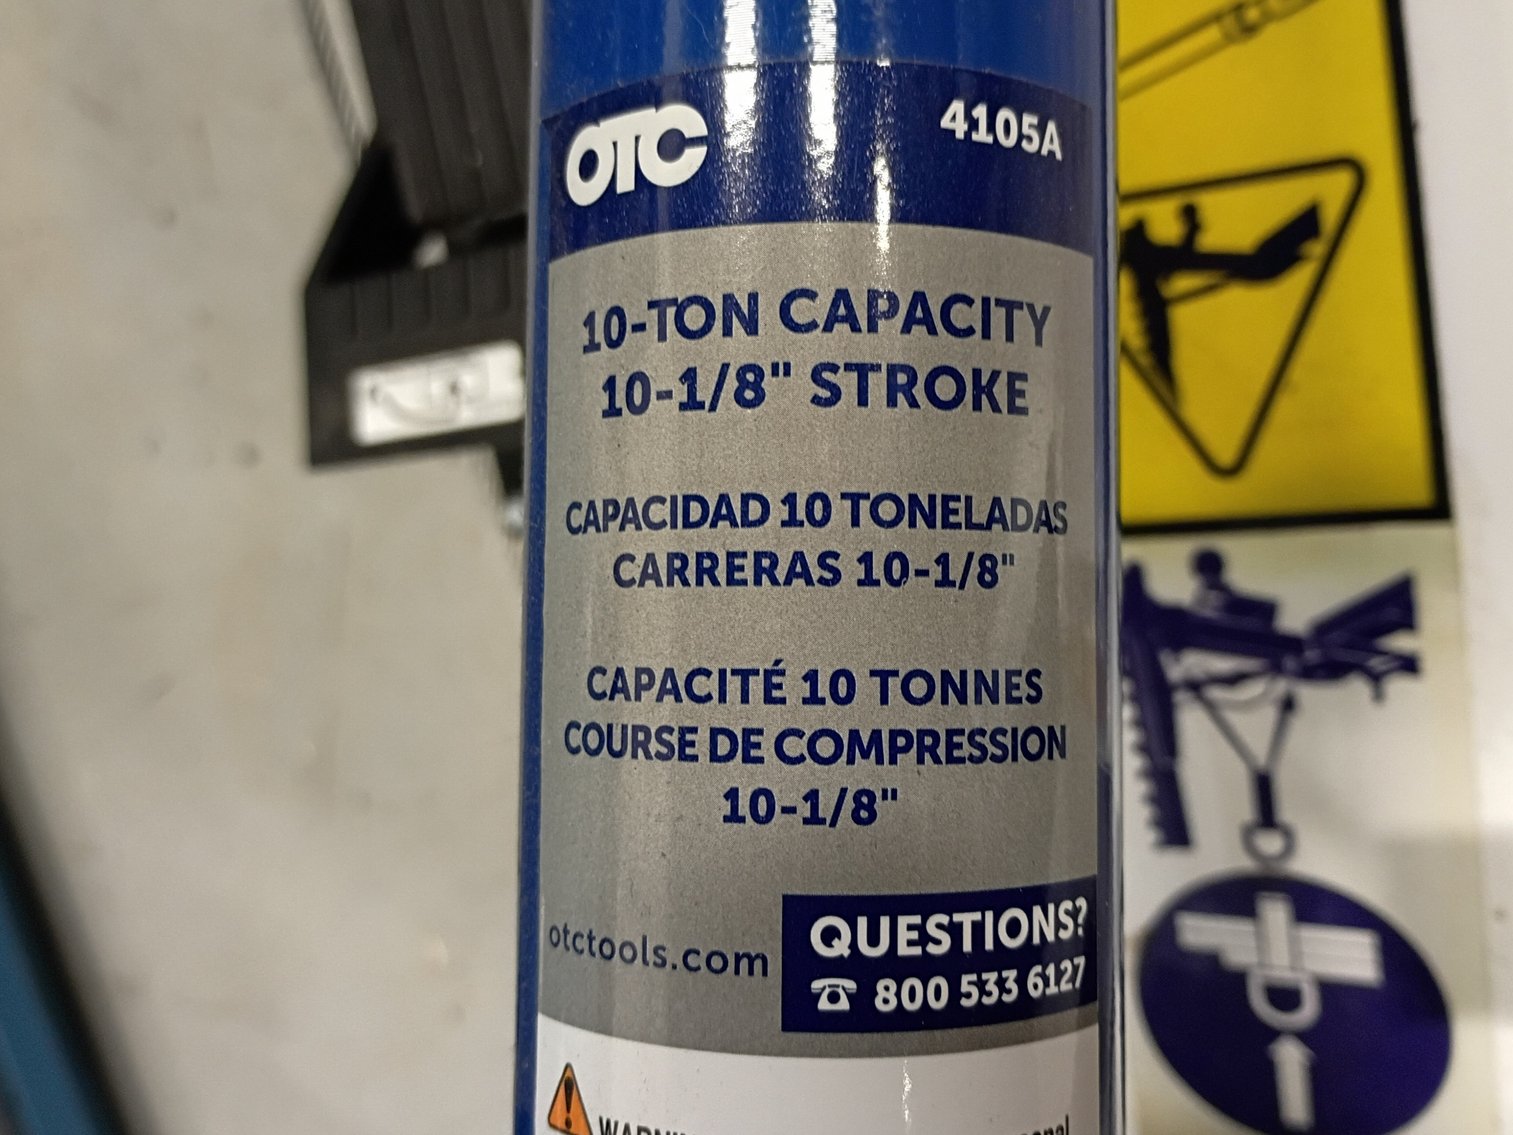 OTC
4105A
10-TON CAPACITY
10-1/8" STROKE
CAPACIDAD 10 TONELADAS
CARRERAS 10-1/8"
CAPACITÉ 10 TONNES
COURSE DE COMPRESSION
10-1/8"
otctools.com
QUESTIONS?
800 533 6127